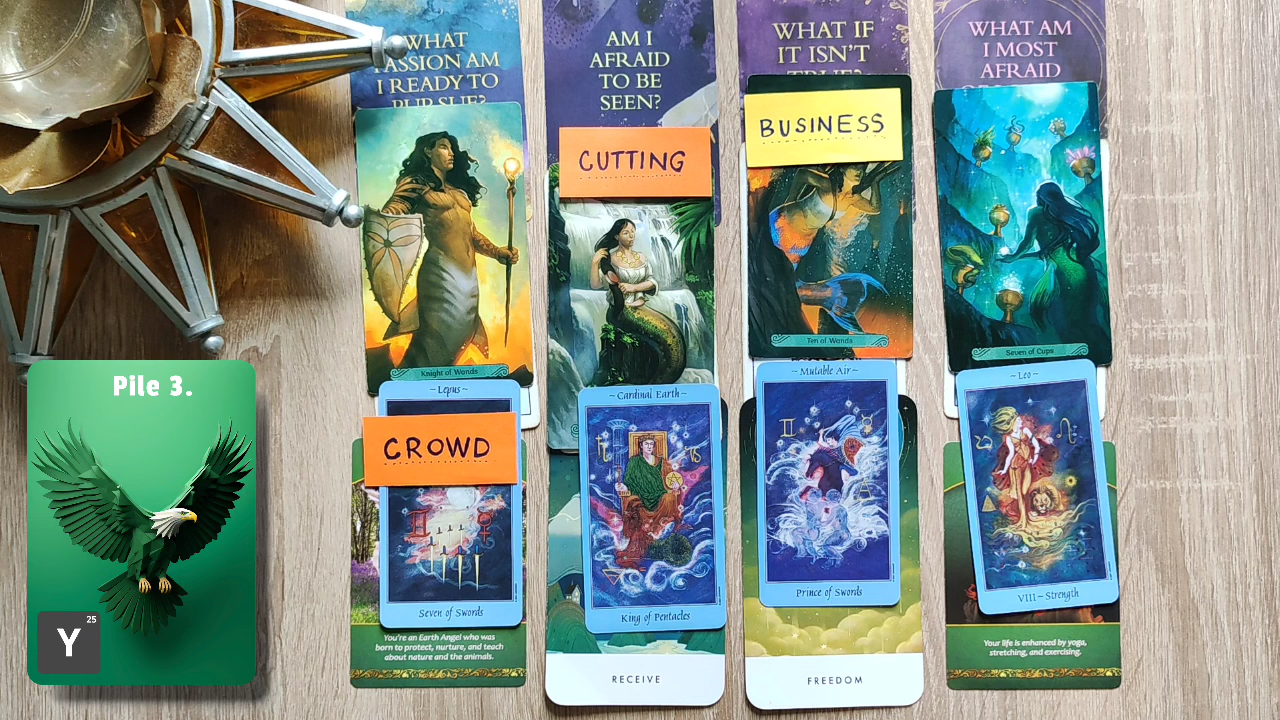 WHAT
PASSION AM
I READY TO
PURSUE?
AM I
AFRAID
TO BE
SEEN?
WHAT IF
IT ISN'T
TRUE?
WHAT AM
I MOST
AFRAID
CUTTING
BUSINESS
Knight of Wands
Ten of Wands
Seven of Cups
Pile 3.
Y 25
~ Lepus ~
CROWD
Seven of Swords
~ Cardinal Earth ~
King of Pentacles
~ Mutable Air ~
Prince of Swords
~ Leo ~
VIII ~ Strength
You're an Earth Angel who was
born to protect, nurture, and teach
about nature and the animals.
RECEIVE
FREEDOM
Your life is enhanced by yoga,
stretching, and exercising.